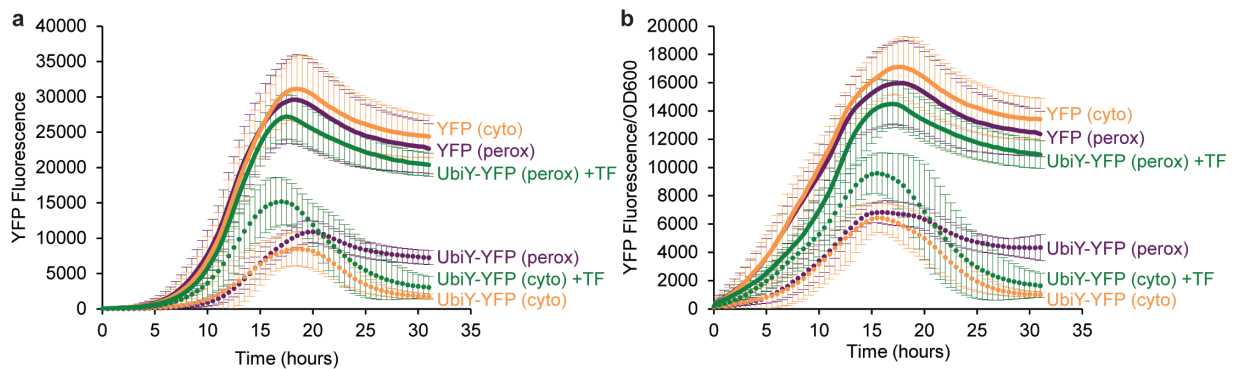 a
40000
35000
30000
25000
20000
15000
10000
5000
0
YFP Fluorescence
0 5 10 15 20 25 30 35
Time (hours)
YFP (cyto)
YFP (perox)
UbiY-YFP (perox) +TF
UbiY-YFP (perox)
UbiY-YFP (cyto) +TF
UbiY-YFP (cyto)
b
20000
18000
16000
14000
12000
10000
8000
6000
4000
2000
0
YFP Fluorescence/OD600
0 5 10 15 20 25 30 35
Time (hours)
YFP (cyto)
YFP (perox)
UbiY-YFP (perox) +TF
UbiY-YFP (perox)
UbiY-YFP (cyto) +TF
UbiY-YFP (cyto)